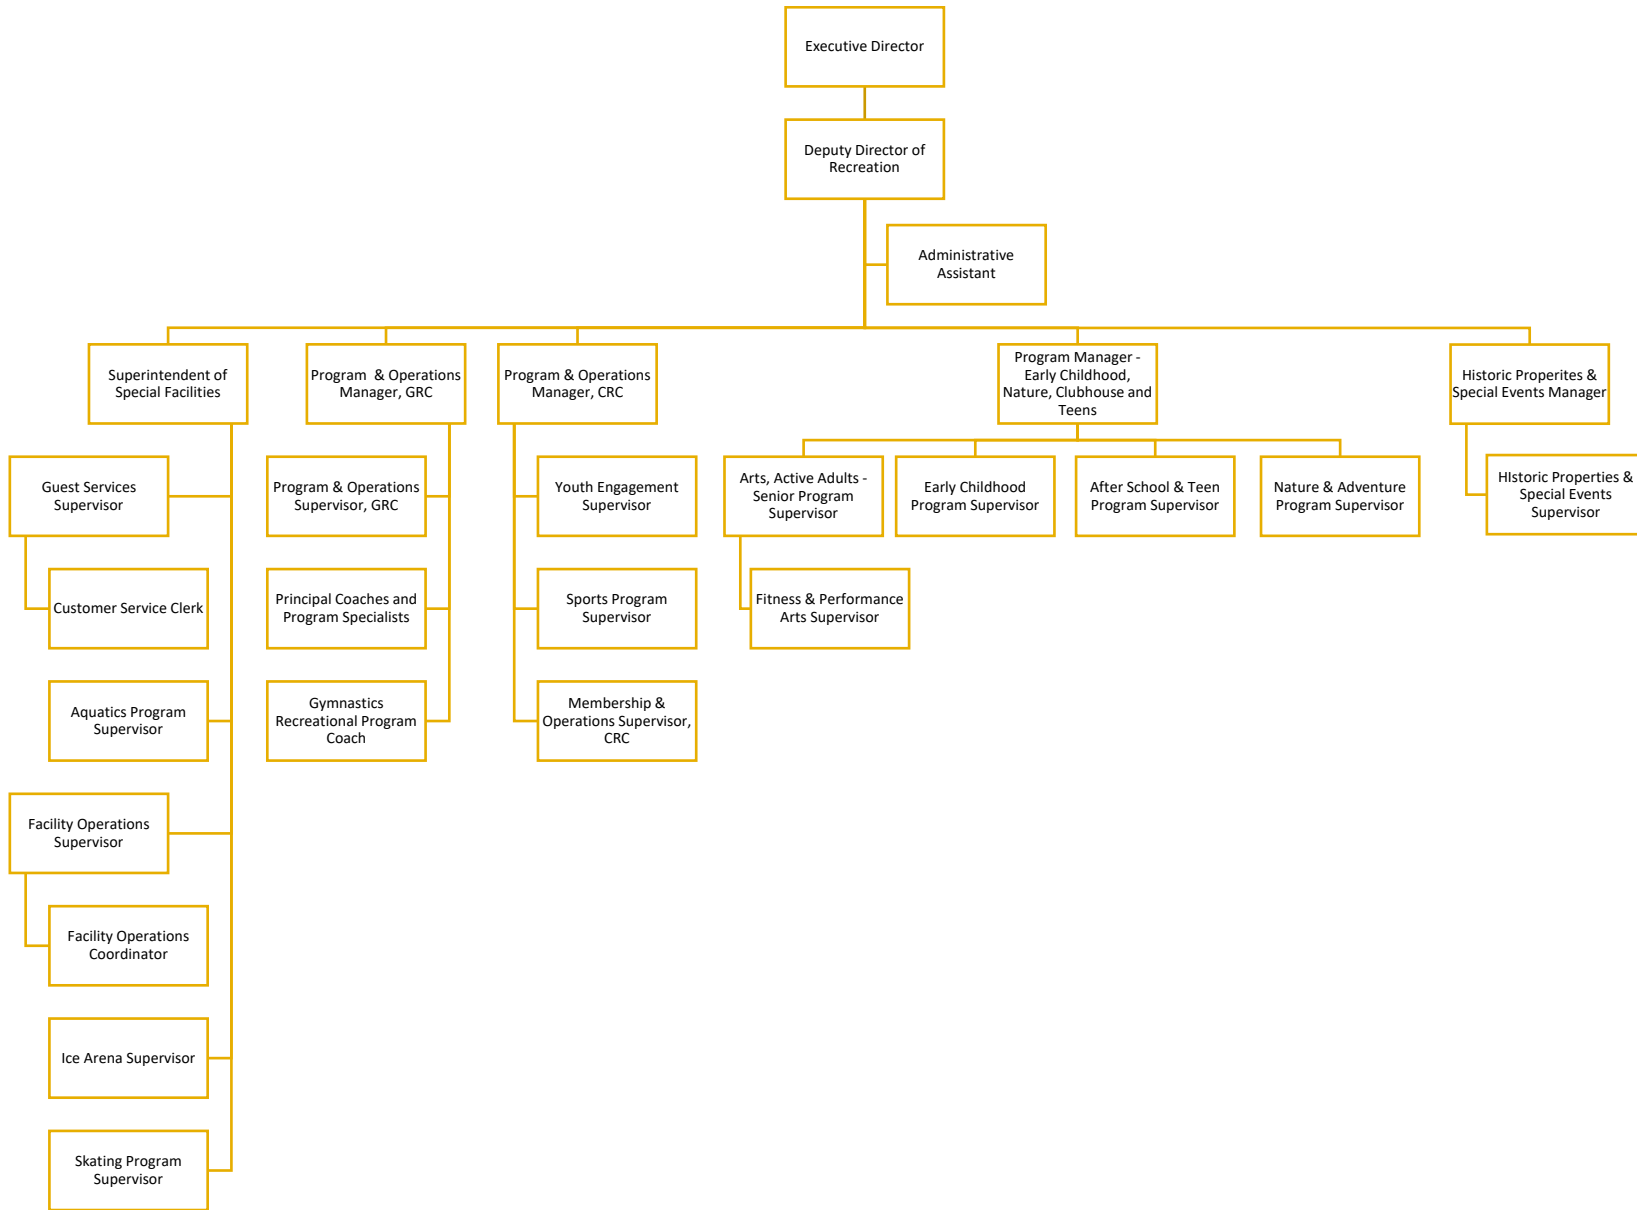 Executive Director
Deputy Director of
Recreation
Administrative
Assistant
Superintendent of
Special Facilities
Program  & Operations
Manager, GRC
Program & Operations
Manager, CRC
Program Manager -
Early Childhood,
Nature, Clubhouse and
Teens
Historic Properites &
Special Events Manager
Guest Services
Supervisor
Customer Service Clerk
Aquatics Program
Supervisor
Facility Operations
Supervisor
Facility Operations
Coordinator
Ice Arena Supervisor
Skating Program
Supervisor
Program & Operations
Supervisor, GRC
Principal Coaches and
Program Specialists
Gymnastics
Recreational Program
Coach
Youth Engagement
Supervisor
Sports Program
Supervisor
Membership &
Operations Supervisor,
CRC
Arts, Active Adults -
Senior Program
Supervisor
Fitness & Performance
Arts Supervisor
Early Childhood
Program Supervisor
After School & Teen
Program Supervisor
Nature & Adventure
Program Supervisor
HIstoric Properties &
Special Events
Supervisor